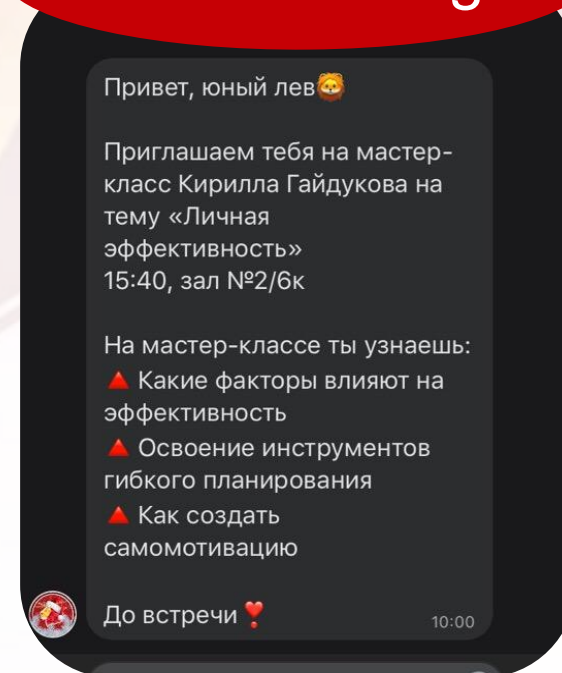 Привет, юный лев🦁
Приглашаем тебя на мастер-
класс Кирилла Гайдукова на
тему «Личная
эффективность»
15:40, зал №2/6к
На мастер-классе ты узнаешь:
🔺 Какие факторы влияют на
эффективность
🔺 Освоение инструментов
гибкого планирования
🔺 Как создать
самомотивацию
До встречи❣️
10:00